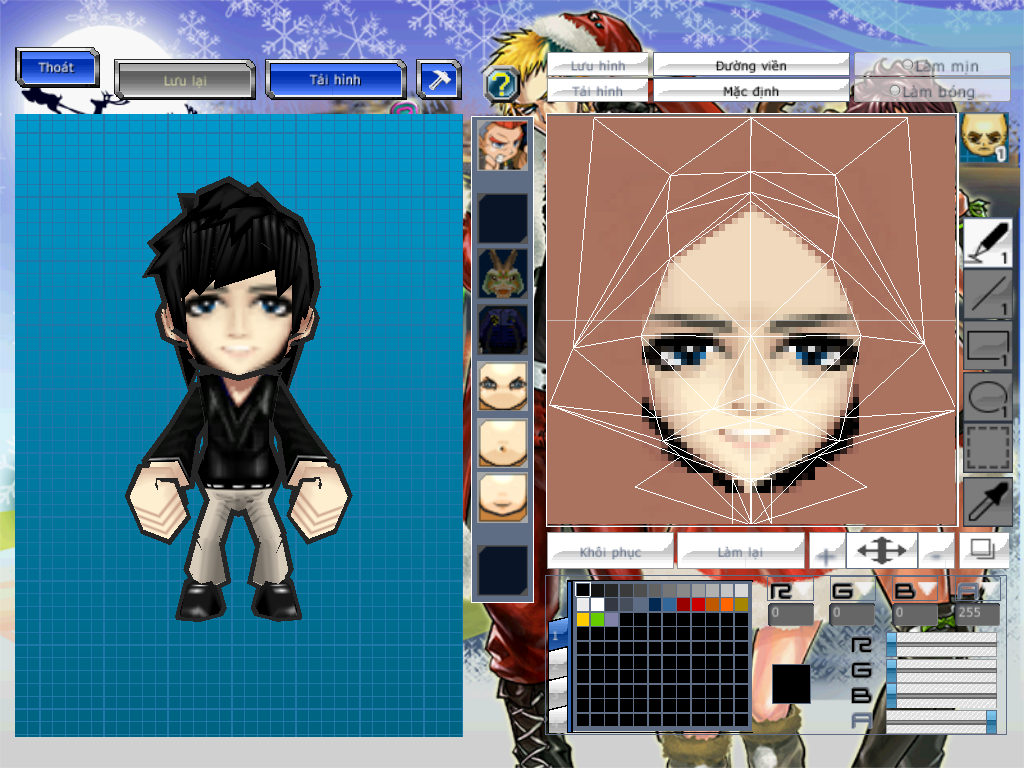 Thoát
Lưu lại
Tải hình
?
Lưu hình
Đường viền
Làm mịn
Tải hình
Mặc định
Làm bóng
1
1
1
1
1
Khôi phục
Làm lại
+
-
1
R G B A
0 0 0 255
R
G
B
A